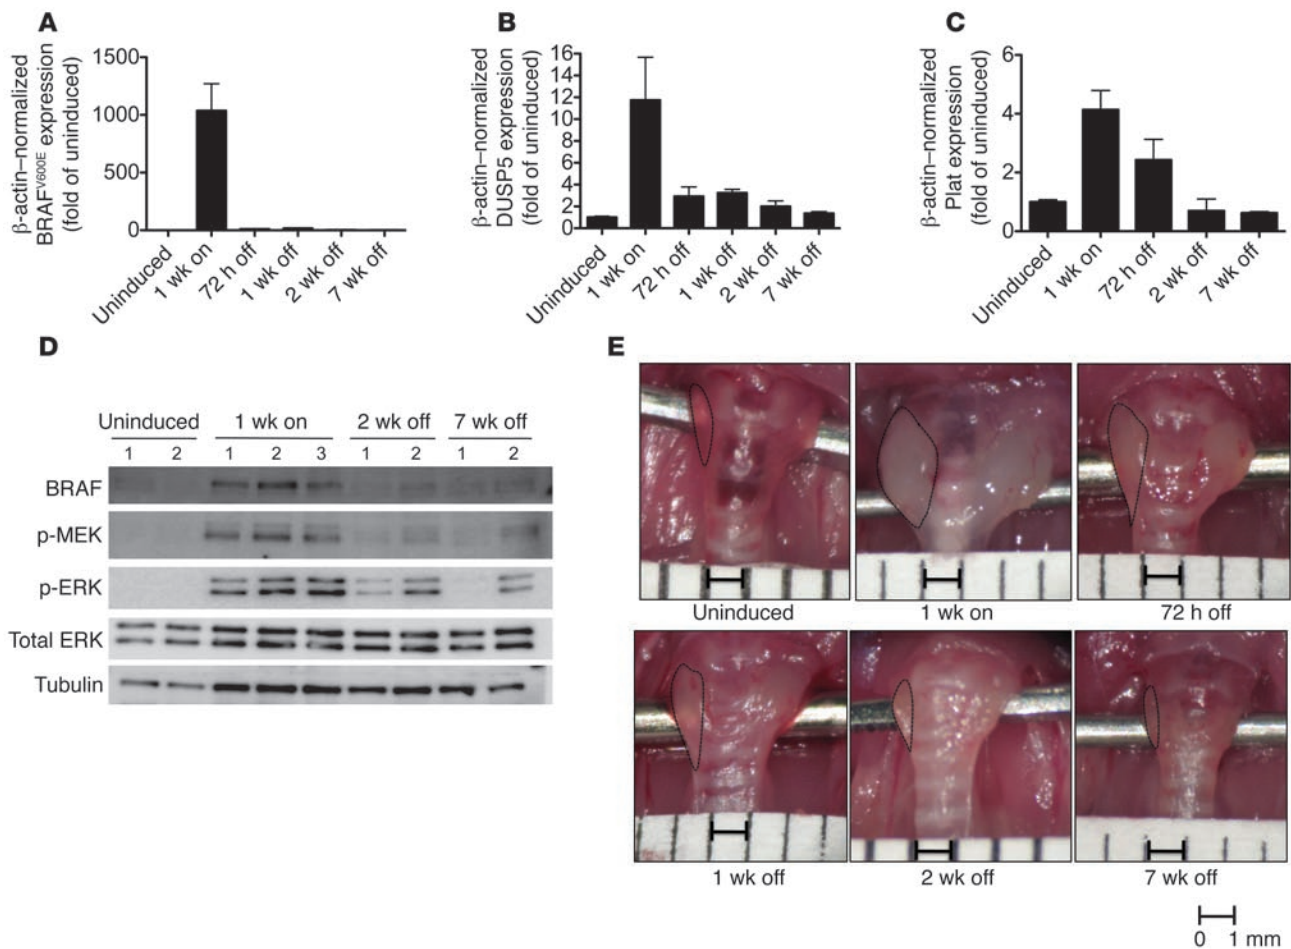 A
β-actin–normalized
BRAFV600E expression
(fold of uninduced)
1500
1000
500
0
Uninduced
1 wk on
72 h off
1 wk off
2 wk off
7 wk off
B
β-actin–normalized
DUSP5 expression
(fold of uninduced)
16
14
12
10
8
6
4
2
0
Uninduced
1 wk on
72 h off
1 wk off
2 wk off
7 wk off
C
β-actin–normalized
Plat expression
(fold of uninduced)
6
4
2
0
Uninduced
1 wk on
72 h off
2 wk off
7 wk off
D
Uninduced 1 wk on 2 wk off 7 wk off
1 2 1 2 3 1 2 1 2
BRAF
p-MEK
p-ERK
Total ERK
Tubulin
E
Uninduced 1 wk on 72 h off
1 wk off 2 wk off 7 wk off
0 1 mm